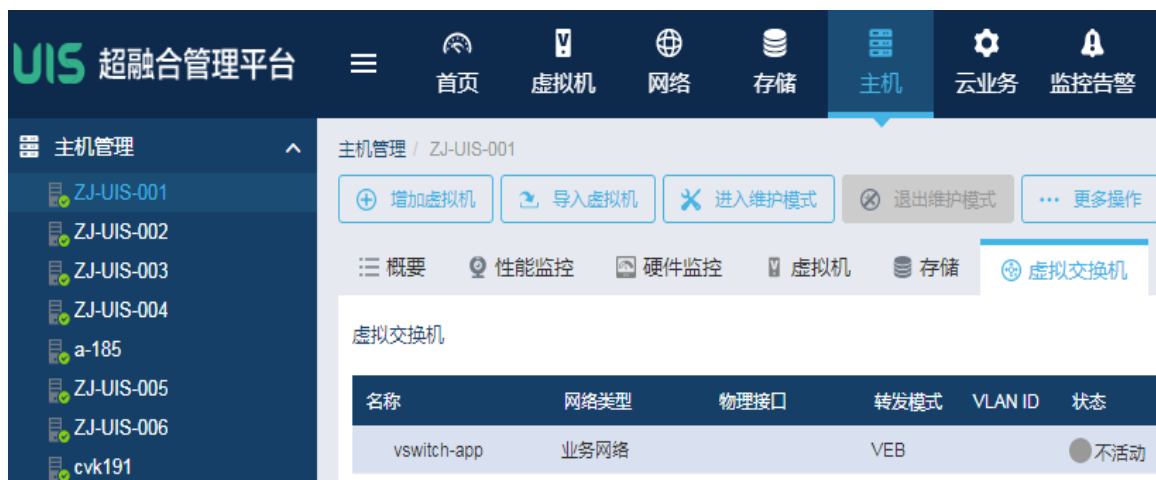 UIS 超融合管理平台
首页 虚拟机 网络 存储 主机 云业务 监控告警
主机管理
ZJ-UIS-001
ZJ-UIS-002
ZJ-UIS-003
ZJ-UIS-004
a-185
ZJ-UIS-005
ZJ-UIS-006
cvk191
主机管理 / ZJ-UIS-001
增加虚拟机 导入虚拟机 进入维护模式 退出维护模式 ··· 更多操作
概要 性能监控 硬件监控 虚拟机 存储 虚拟交换机
虚拟交换机
名称 网络类型 物理接口 转发模式 VLAN ID 状态
vswitch-app 业务网络 VEB 不活动